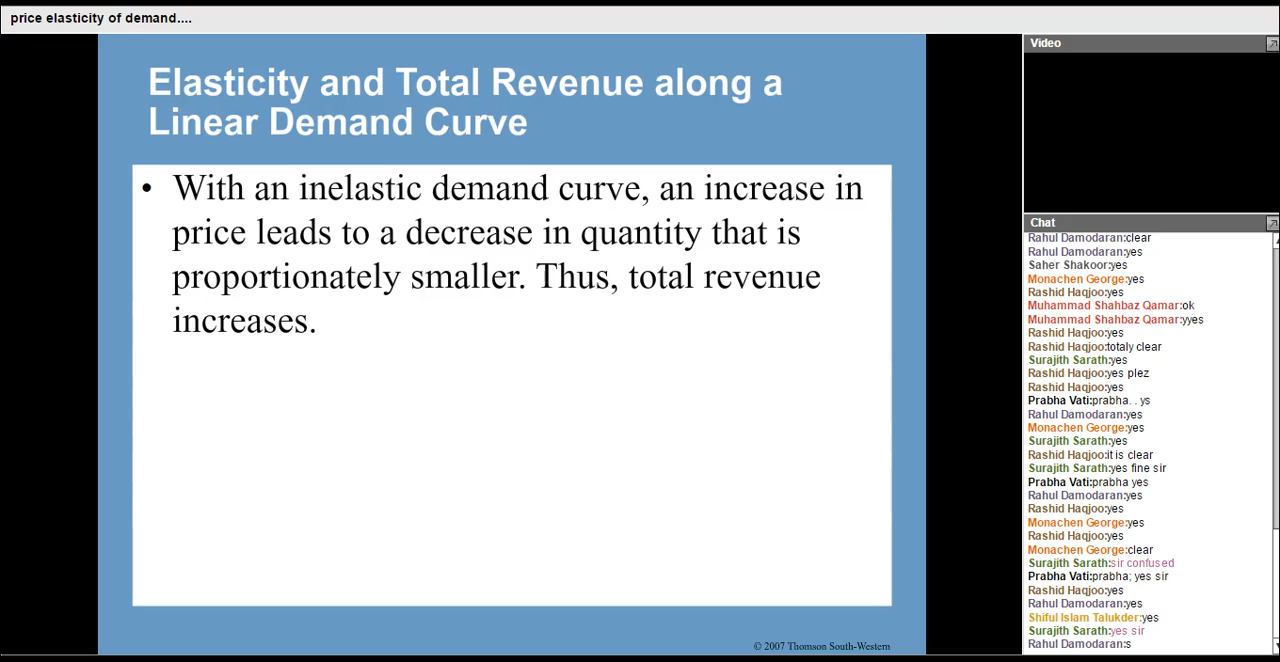 price elasticity of demand....
Elasticity and Total Revenue along a
Linear Demand Curve
• With an inelastic demand curve, an increase in
price leads to a decrease in quantity that is
proportionately smaller. Thus, total revenue
increases.
© 2007 Thomson South-Western
Video
Chat
Rahul Damodaran:clear
Rahul Damodaran:yes
Saher Shakoor:yes
Monachen George:yes
Rashid Haqjoo:yes
Muhammad Shahbaz Qamar:ok
Muhammad Shahbaz Qamar:yyes
Rashid Haqjoo:yes
Rashid Haqjoo:totaly clear
Surajith Sarath:yes
Rashid Haqjoo:yes plez
Rashid Haqjoo:yes
Prabha Vati:prabha. . ys
Rahul Damodaran:yes
Monachen George:yes
Surajith Sarath:yes
Rashid Haqjoo:it is clear
Surajith Sarath:yes fine sir
Prabha Vati:prabha yes
Rahul Damodaran:yes
Rashid Haqjoo:yes
Monachen George:yes
Rashid Haqjoo:yes
Monachen George:clear
Surajith Sarath:sir confused
Prabha Vati:prabha; yes sir
Rashid Haqjoo:yes
Rahul Damodaran:yes
Shiful Islam Talukder:yes
Surajith Sarath:yes sir
Rahul Damodaran:s